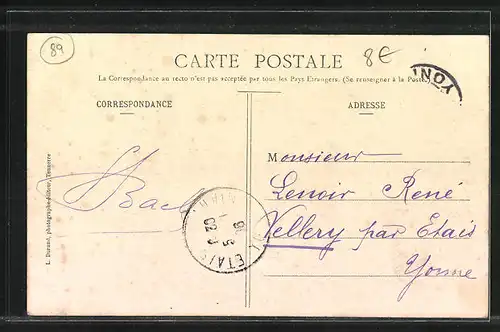 89
CARTE POSTALE
8€
YONN
La Correspondance au recto n'est pas acceptée par tous les Pays Etrangers. (Se renseigner à la Poste)
CORRESPONDANCE
ADRESSE
Monsieur
Lenoir René
Vellery par Etais
Yonne
ETAIS
L. Durand, photographe-éditeur, Tonnerre